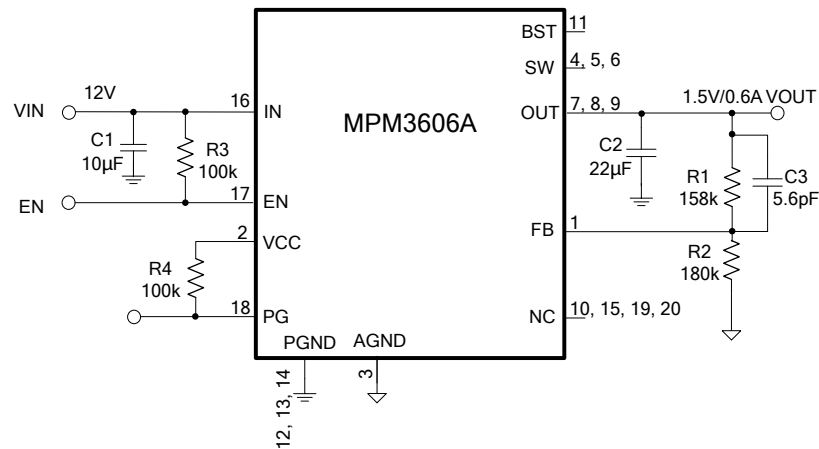 BST
11
SW
4, 5, 6
VIN
12V
16
IN
MPM3606A
OUT
7, 8, 9
1.5V/0.6A VOUT
C1
10μF
R3
100k
C2
22μF
R1
158k
C3
5.6pF
EN
17
EN
2
VCC
FB
1
R4
100k
R2
180k
18
PG
NC
10, 15, 19, 20
PGND
AGND
12, 13, 14
3